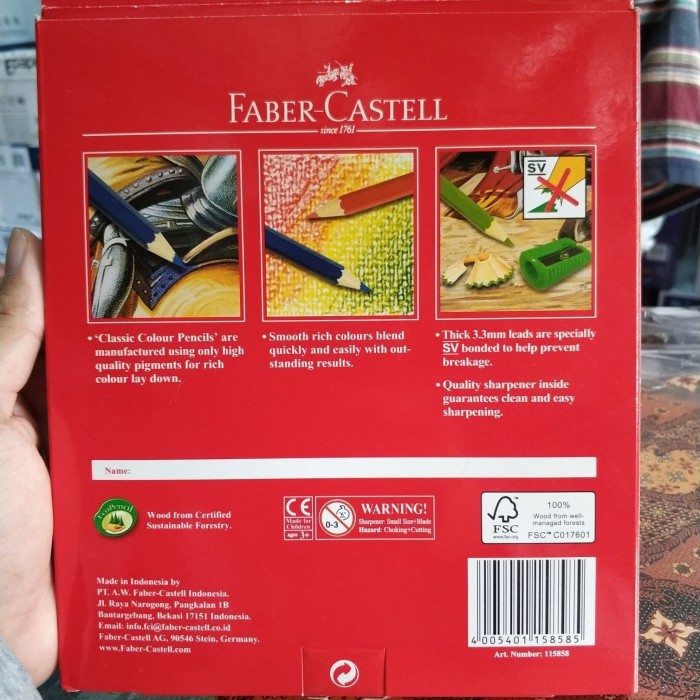 FABER-CASTELL
since 1761
SV
• 'Classic Colour Pencils' are
manufactured using only high
quality pigments for rich
colour lay down.
• Smooth rich colours blend
quickly and easily with out-
standing results.
• Thick 3.3mm leads are specially
SV bonded to help prevent
breakage.
• Quality sharpener inside
guarantees clean and easy
sharpening.
Name:
EcoPencil
Wood from Certified
Sustainable Forestry.
CE
Made for
Children
ages 3+
0-3
WARNING!
Sharpener: Small Size+Blade
Hazard: Choking+Cutting
FSC
www.fsc.org
100%
Wood from well-
managed forests
FSC™ C017601
Made in Indonesia by
PT. A.W. Faber-Castell Indonesia.
Jl. Raya Narogong, Pangkalan 1B
Bantargebang, Bekasi 17151 Indonesia.
Email: info.fci@faber-castell.co.id
Faber-Castell AG, 90546 Stein, Germany.
www.Faber-Castell.com
4 005401 158585
Art. Number: 115858